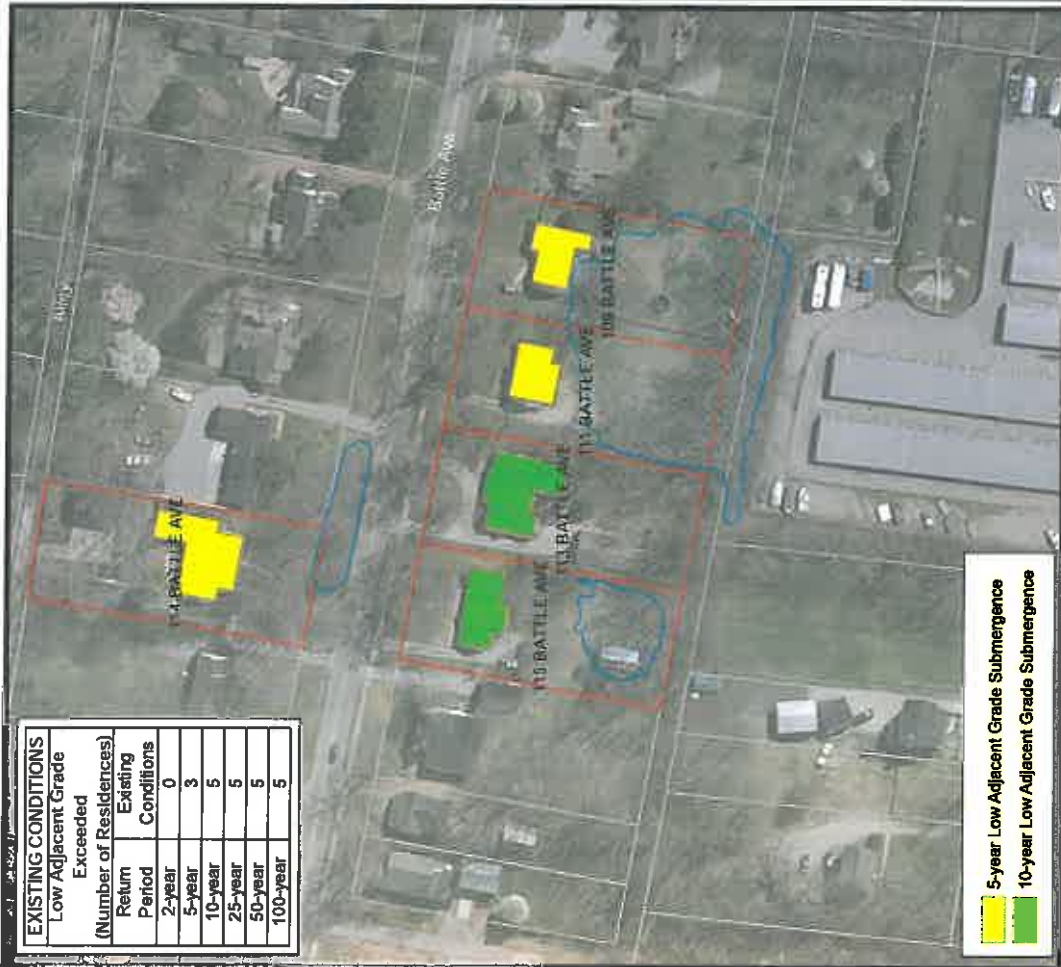 EXISTING CONDITIONS
Low Adjacent Grade
Exceeded
(Number of Residences)
Return Period Existing Conditions
2-year 0
5-year 3
10-year 5
25-year 5
50-year 5
100-year 5
Battle Ave
114 BATTLE AVE
109 BATTLE AVE
111 BATTLE AVE
113 BATTLE AVE
115 BATTLE AVE
5-year Low Adjacent Grade Submergence
10-year Low Adjacent Grade Submergence